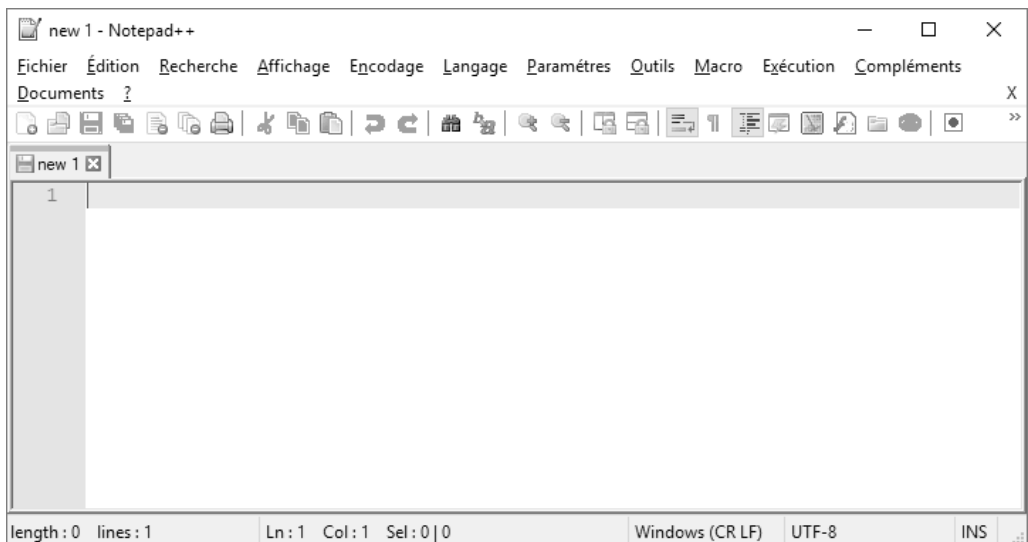 new 1 - Notepad++
Fichier Édition Recherche Affichage Encodage Langage Paramétres Outils Macro Exécution Compléments
Documents ? X
new 1
1
length : 0 lines : 1 Ln : 1 Col : 1 Sel : 0 | 0 Windows (CR LF) UTF-8 INS